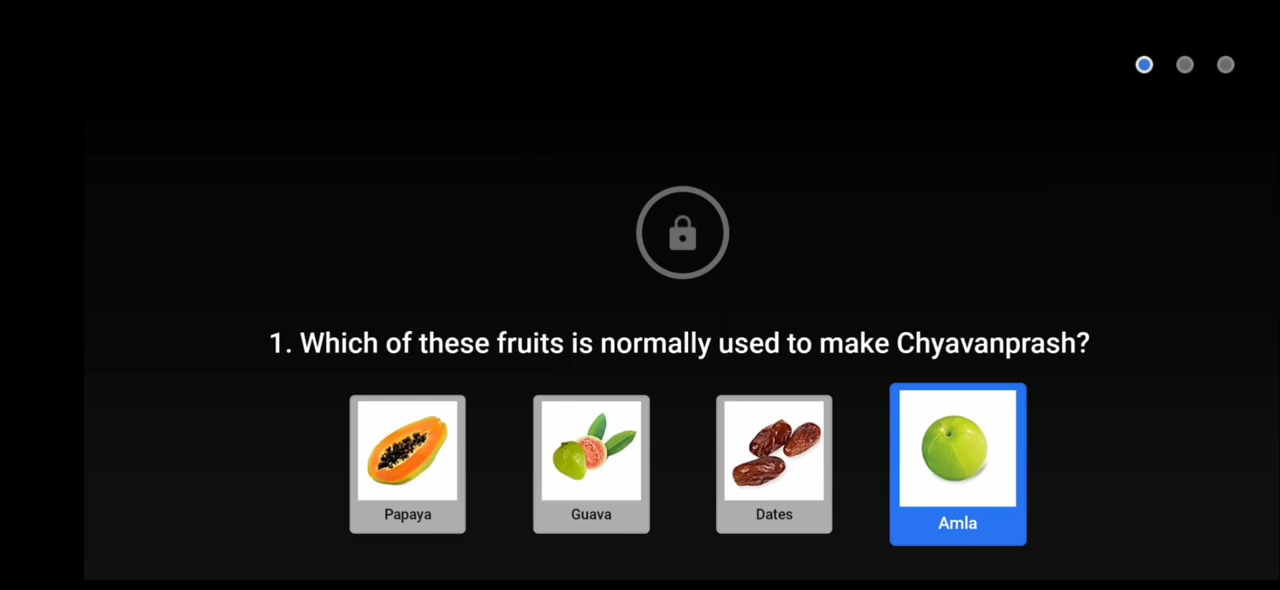 1. Which of these fruits is normally used to make Chyavanprash?
Papaya
Guava
Dates
Amla